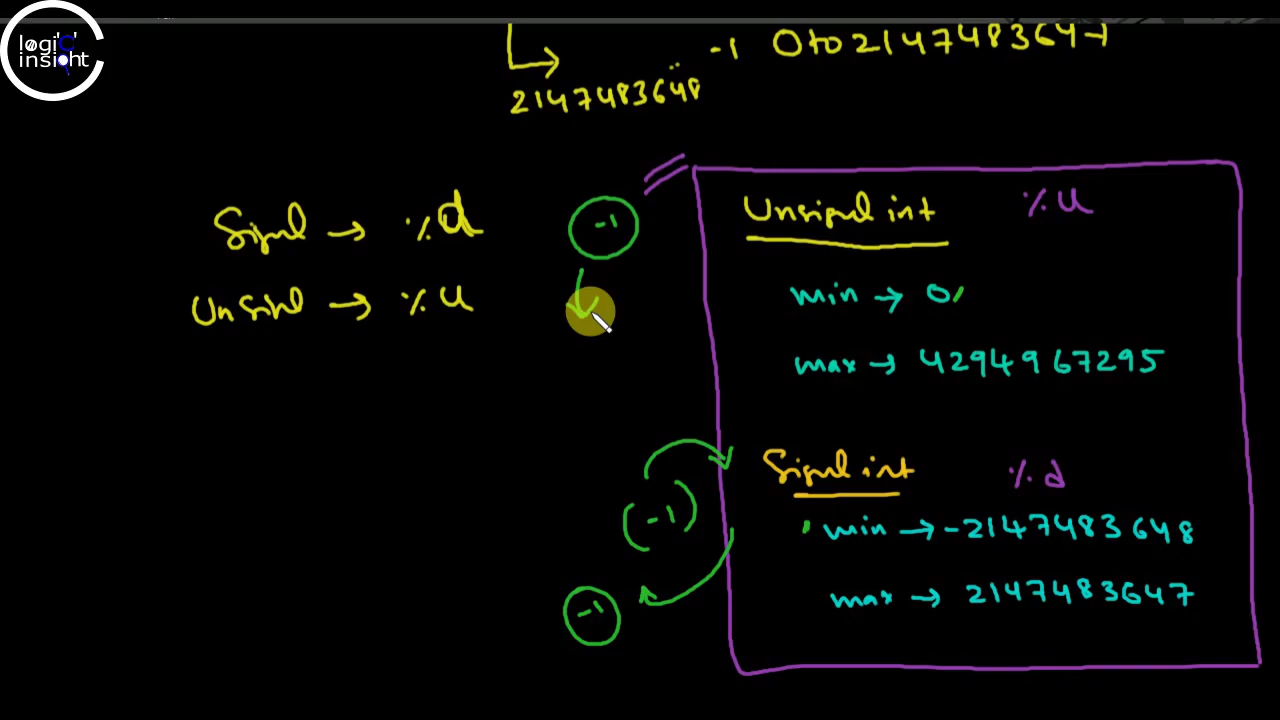 logi'C'
insight
-1 0 to 2147483647
2147483648
Signed → %d
Unsigned → %u
-1
Unsigned int %u
min → 0
max → 4294967295
Signed int %d
(-1)
min → -2147483648
-1
max → 2147483647